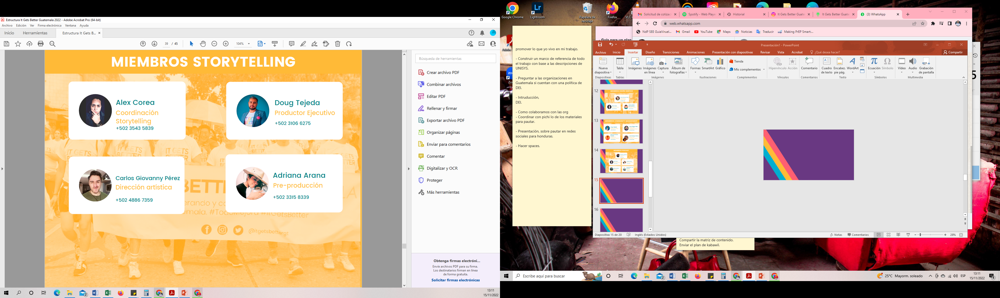 Estructura It Gets Better Guatemala 2022 - Adobe Acrobat Pro (64-bit)
Archivo Edición Ver Firma electrónica Ventana Ayuda
Inicio Herramientas Estructura It Gets B...
39 / 45 104%
MIEMBROS STORYTELLING
Alex Corea
Coordinación
Storytelling
+502 3543 5839
Doug Tejeda
Productor Ejecutivo
+502 3106 6275
Carlos Giovanny Pérez
Dirección artística
+502 4886 7359
Adriana Arana
Pre-producción
+502 3315 8339
IT GETS
BETTER
#ItGetsBetter
@itgetsbettergt
Búsqueda de herramientas
Crear archivo PDF
Combinar archivos
Editar PDF
Rellenar y firmar
Exportar archivo PDF
Organizar páginas
Enviar para comentarios
Comentar
Digitalizar y OCR
Proteger
Más herramientas
Obtenga firmas electróni...
Envíe archivos PDF para su firma.
Los destinatarios firman en línea
de forma gratuita.
Solicitar firmas electrónicas
13:11
15/11/2022
Google Chrome
Lightroom
Papelera de
reciclaje
Firefox
promover lo que yo vivo en mi trabajo.
- Construir un marco de referencia de todo
el trabajo con base a las descripciones de
UNISYS.
- Preguntar a las organizaciones en
Guatemala si cuentan con una política de
DEI.
- Intruducción,
DEI.
- Como colaboramos con las org
- Coordinar con pichi lo de los materiales
para pautar.
- Presentación, sobre pautar en redes
sociales para honduras.
- Hacer spaces.
- Guía para un plan
Solicitud de cotizac Spotify - Web Playe Historial It Gets Better Guate It Gets Better Guate (3) WhatsApp
web.whatsapp.com
NdP SEE GuiaViruel... Gmail YouTube Maps Noticias Traducir Making PrEP Smart:...
Presentación1 - PowerPoint
Archivo Inicio Insertar Diseño Transiciones Animaciones Presentación con diapositivas Revisar Vista Acrobat ¿Qué desea hacer? Compartir
Nueva
diapositiva
Diapositivas
Tabla
Tablas
Imágenes
Imágenes
en línea
Captura
Álbum de
fotografías
Imágenes
Formas
SmartArt
Gráfico
Ilustraciones
Tienda
Mis complementos
Complementos
Hipervínculo
Acción
Vínculos
Comentario
Comentarios
Cuadro
de texto
Encabez.
pie pág.
WordArt
Texto
Ecuación
Símbolo
Símbolos
Vídeo
Audio
Grabación
de pantalla
Multimedia
12
13
14
15
16
Diapositiva 15 de 20 Inglés (Estados Unidos) Notas Comentarios 28%
Compartir la matriz de contenido.
Enviar el plan de kabawil.
Escribe aquí para buscar
25°C Mayorm. soleado ESP
13:11
15/11/2022